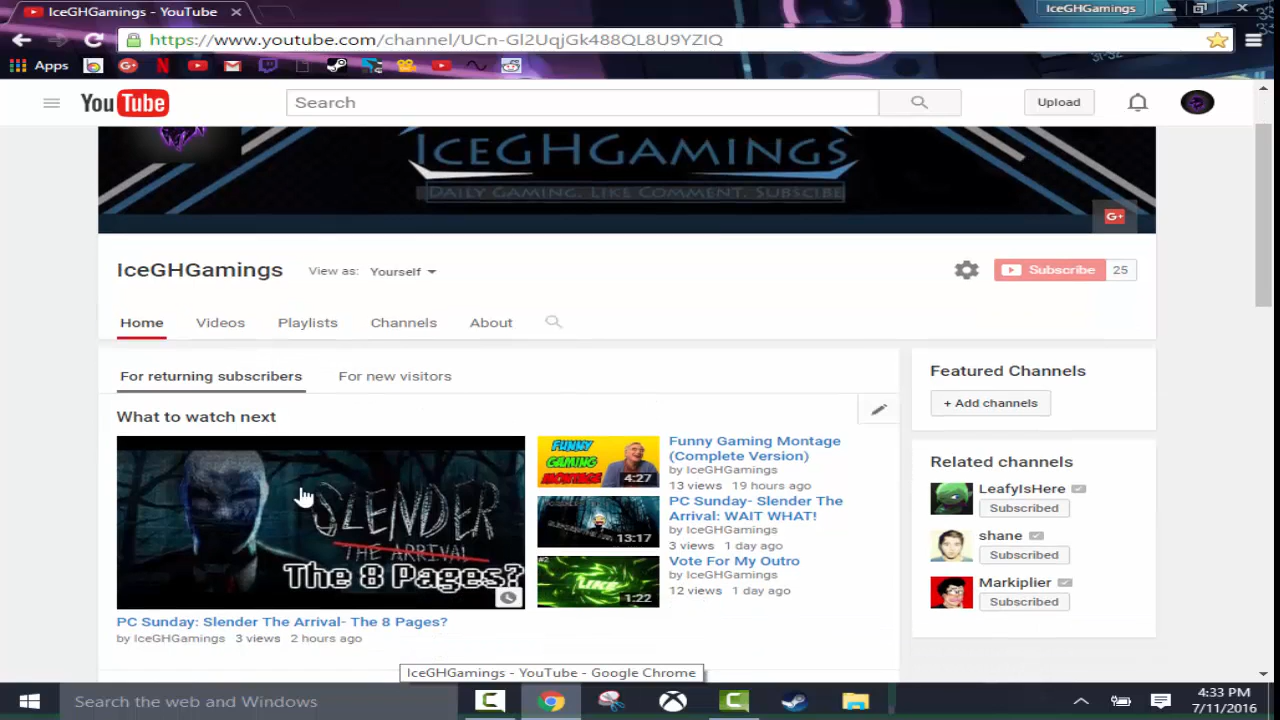 IceGHGamings - YouTube
IceGHGamings
https://www.youtube.com/channel/UCn-Gl2UgjGk488QL8U9YZIQ
Apps
YouTube
Search
Upload
ICEGHGAMINGS
DAILY GAMING. LIKE COMMENT. SUBSCIBE
G+
IceGHGamings
View as: Yourself
Subscribe 25
Home Videos Playlists Channels About
For returning subscribers For new visitors
What to watch next
SLENDER
THE ARRIVAL
The 8 Pages?
PC Sunday: Slender The Arrival- The 8 Pages?
by IceGHGamings 3 views 2 hours ago
FUNNY
GAMING
MONTAGE
4:27
Funny Gaming Montage
(Complete Version)
by IceGHGamings
13 views 19 hours ago
13:17
PC Sunday- Slender The
Arrival: WAIT WHAT!
by IceGHGamings
3 views 1 day ago
#2
LIKE
1:22
Vote For My Outro
by IceGHGamings
12 views 1 day ago
Featured Channels
+ Add channels
Related channels
LeafyIsHere
Subscribed
shane
Subscribed
Markiplier
Subscribed
IceGHGamings - YouTube - Google Chrome
Search the web and Windows
4:33 PM
7/11/2016